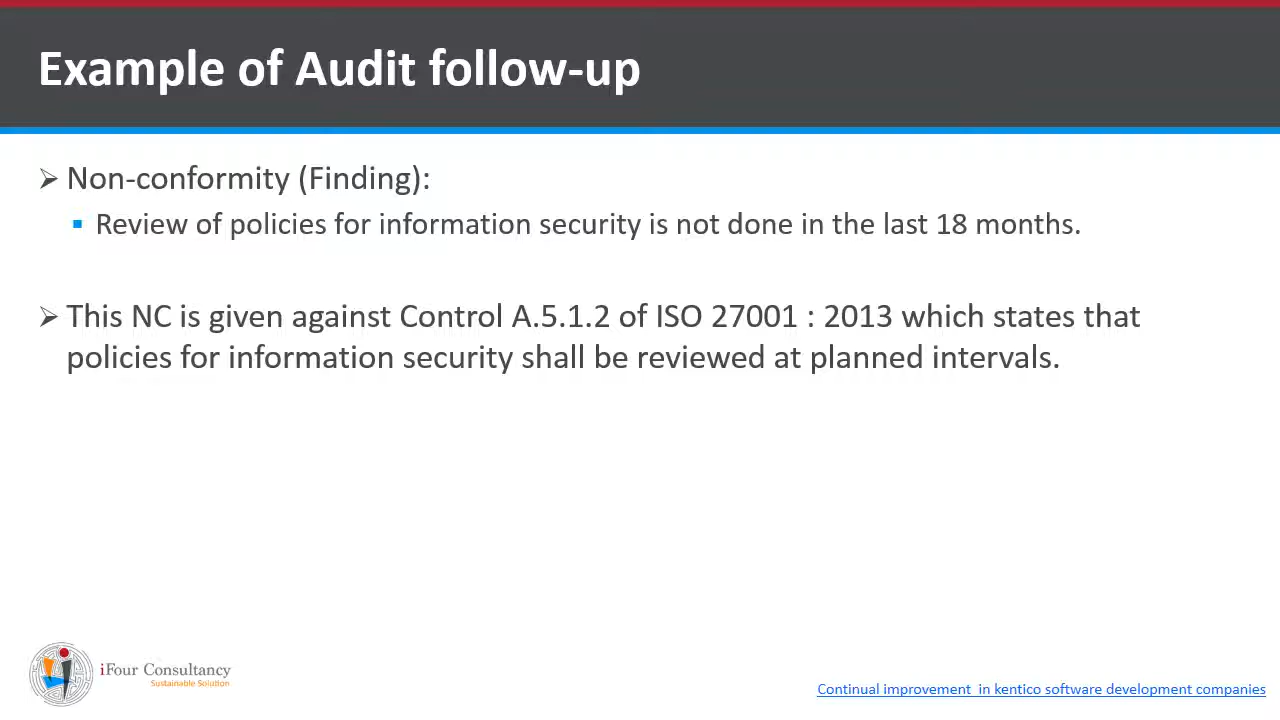 Example of Audit follow-up
Non-conformity (Finding):
Review of policies for information security is not done in the last 18 months.
This NC is given against Control A.5.1.2 of ISO 27001 : 2013 which states that
policies for information security shall be reviewed at planned intervals.
iFour Consultancy
Sustainable Solution
Continual improvement  in kentico software development companies